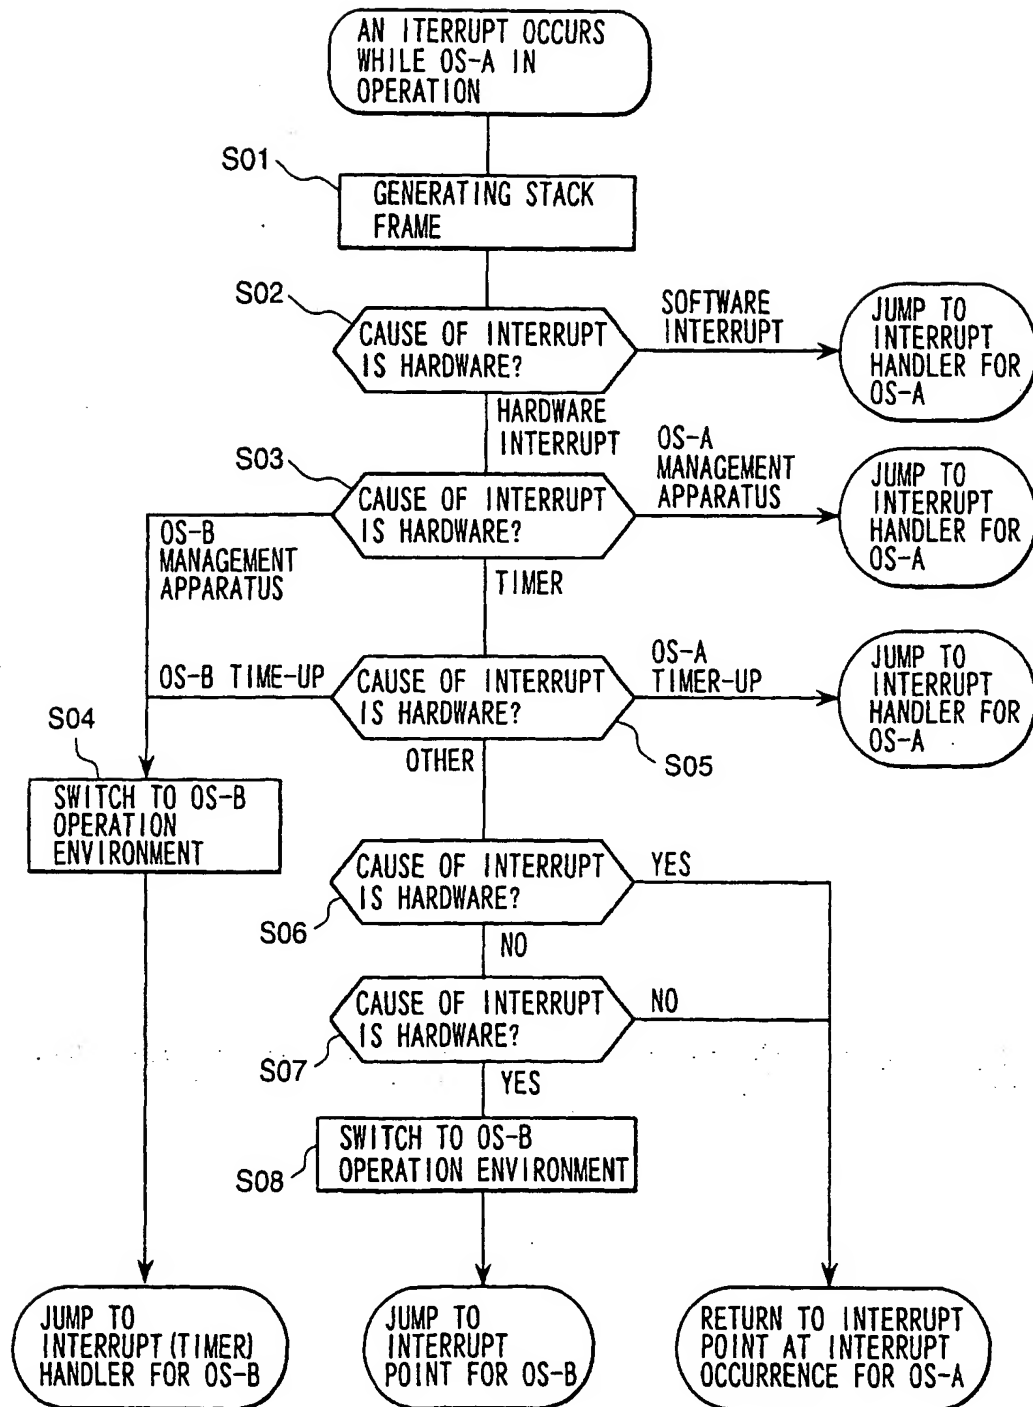 AN ITERRUPT OCCURS
WHILE OS-A IN
OPERATION
S01
GENERATING STACK
FRAME
S02
CAUSE OF INTERRUPT
IS HARDWARE?
SOFTWARE
INTERRUPT
JUMP TO
INTERRUPT
HANDLER FOR
OS-A
HARDWARE
INTERRUPT
S03
CAUSE OF INTERRUPT
IS HARDWARE?
OS-A
MANAGEMENT
APPARATUS
JUMP TO
INTERRUPT
HANDLER FOR
OS-A
OS-B
MANAGEMENT
APPARATUS
TIMER
OS-B TIME-UP
CAUSE OF INTERRUPT
IS HARDWARE?
OS-A
TIMER-UP
JUMP TO
INTERRUPT
HANDLER FOR
OS-A
S04
OTHER
S05
SWITCH TO OS-B
OPERATION
ENVIRONMENT
CAUSE OF INTERRUPT
IS HARDWARE?
YES
S06
NO
CAUSE OF INTERRUPT
IS HARDWARE?
NO
S07
YES
SWITCH TO OS-B
OPERATION ENVIRONMENT
S08
JUMP TO
INTERRUPT(TIMER)
HANDLER FOR OS-B
JUMP TO
INTERRUPT
POINT FOR OS-B
RETURN TO INTERRUPT
POINT AT INTERRUPT
OCCURRENCE FOR OS-A